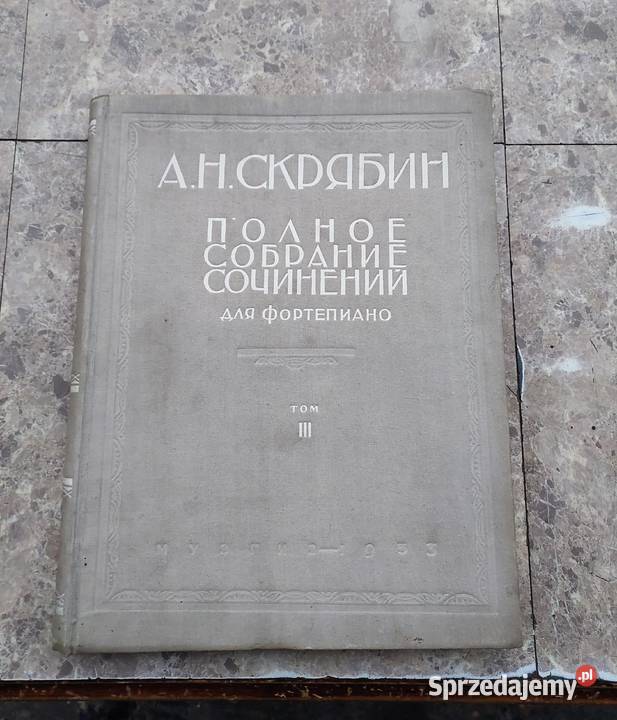 А.Н.СКРЯБИН
ПОЛНОЕ
СОБРАНИЕ
СОЧИНЕНИЙ
ДЛЯ ФОРТЕПИАНО
ТОМ
III
МУЗГИЗ—1953
Sprzedajemy.pl